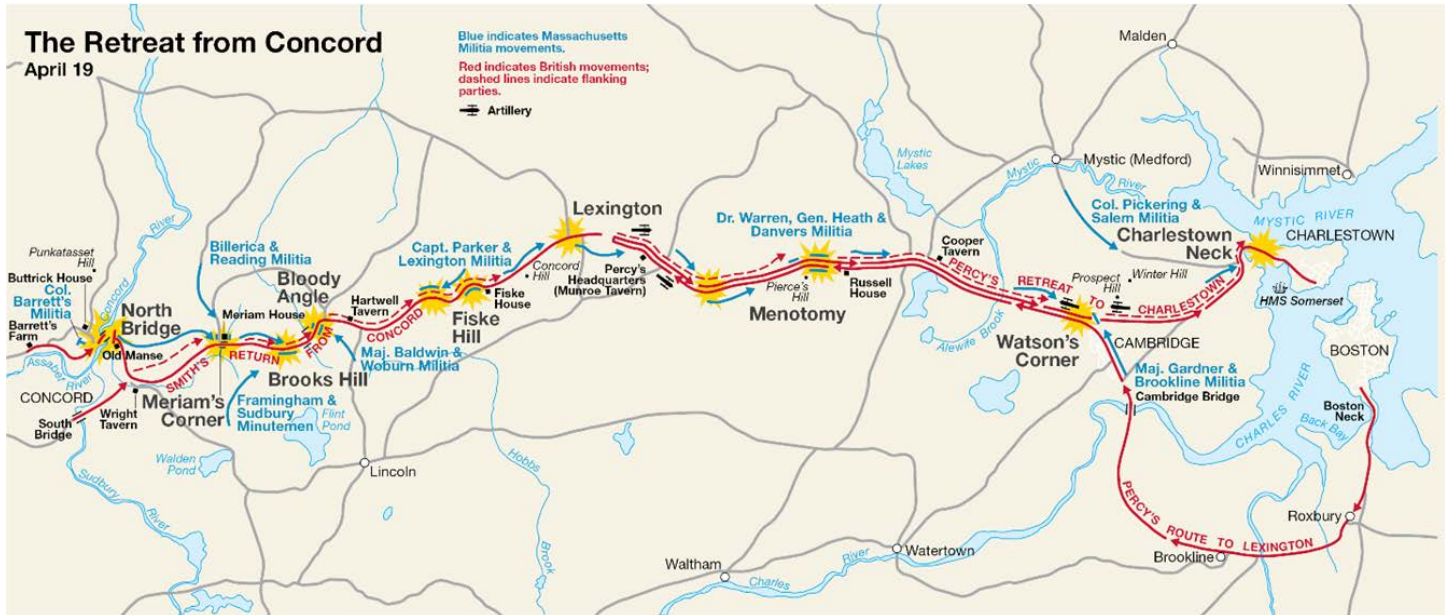 The Retreat from Concord
April 19
Blue indicates Massachusetts
Militia movements.
Red indicates British movements;
dashed lines indicate flanking
parties.
Artillery
Malden
Mystic
Lakes
Mystic (Medford)
Mystic
River
Winnisimmet
MYSTIC RIVER
CHARLESTOWN
Col. Pickering &
Salem Militia
Charlestown
Neck
Lexington
Dr. Warren, Gen. Heath &
Danvers Militia
Cooper
Tavern
Punkatasset
Hill
Buttrick House
Concord
River
Billerica &
Reading Militia
Capt. Parker &
Lexington Militia
Concord
Hill
Percy's
Headquarters
(Munroe Tavern)
Pierce's
Hill
Russell
House
Prospect
Hill
Winter Hill
HMS Somerset
Col.
Barrett's
Militia
Barrett's
Farm
North
Bridge
Old Manse
Bloody
Angle
Meriam House
Hartwell
Tavern
Fiske
House
Fiske
Hill
Menotomy
PERCY'S
RETREAT TO
CHARLESTOWN
Alewife Brook
Watson's
Corner
CAMBRIDGE
BOSTON
SMITH'S
RETURN
FROM
CONCORD
Assaber River
CONCORD
South
Bridge
Wright
Tavern
Meriam's
Corner
Brooks Hill
Maj. Baldwin &
Woburn Militia
Framingham &
Sudbury
Minutemen
Flint
Pond
Walden
Pond
Lincoln
Sudbury
River
Hobbs
Brook
Maj. Gardner &
Brookline Militia
Cambridge Bridge
CHARLES RIVER
Back Bay
Boston
Neck
Roxbury
PERCY'S ROUTE TO LEXINGTON
Brookline
Watertown
Waltham
Charles
River